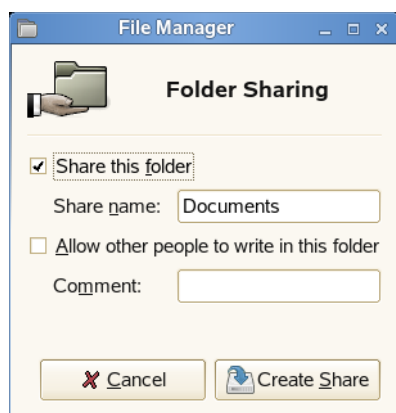 File Manager
Folder Sharing
Share this folder
Share name: Documents
Allow other people to write in this folder
Comment:
Cancel Create Share